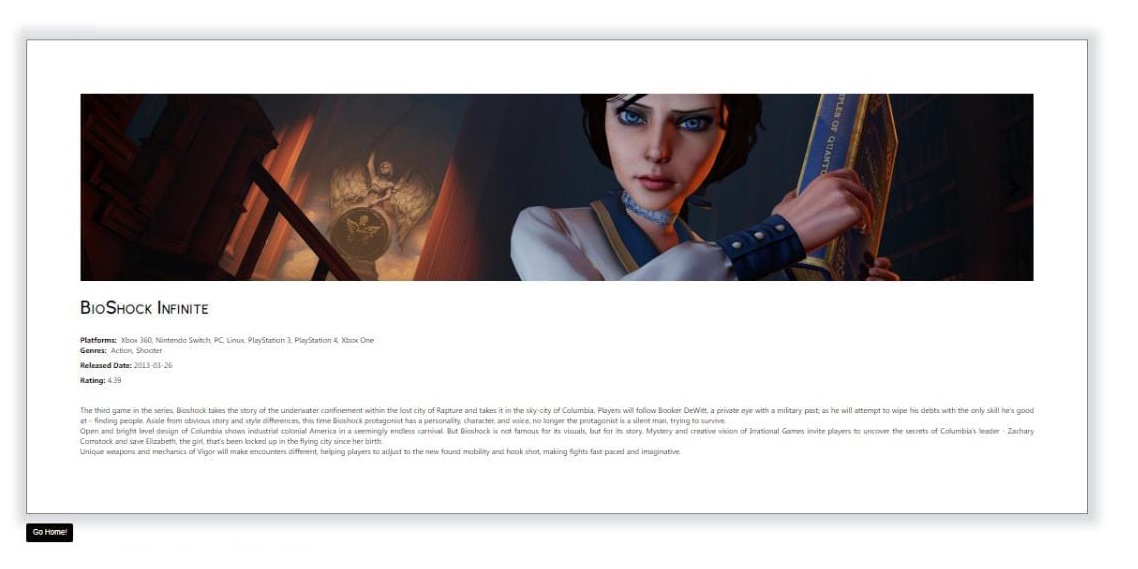 PLES OF QUANT
BioShock Infinite
Platforms: Xbox 360, Nintendo Switch, PC, Linux, PlayStation 3, PlayStation 4, Xbox One
Genres: Action, Shooter
Released Date: 2013-03-26
Rating: 4.39
The third game in the series, Bioshock takes the story of the underwater confinement within the lost city of Rapture and takes it in the sky-city of Columbia. Players will follow Booker DeWitt, a private eye with a military past; as he will attempt to wipe his debts with the only skill he's good
at – finding people. Aside from obvious story and style differences, this time Bioshock protagonist has a personality, character, and voice, no longer the protagonist is a silent man, trying to survive.
Open and bright level design of Columbia shows industrial colonial America in a seemingly endless carnival. But Bioshock is not famous for its visuals, but for its story. Mystery and creative vision of Irrational Games invite players to uncover the secrets of Columbia's leader - Zachary
Comstock and save Elizabeth, the girl, that's been locked up in the flying city since her birth.
Unique weapons and mechanics of Vigor will make encounters different, helping players to adjust to the new found mobility and hook shot, making fights fast-paced and imaginative.
Go Home!